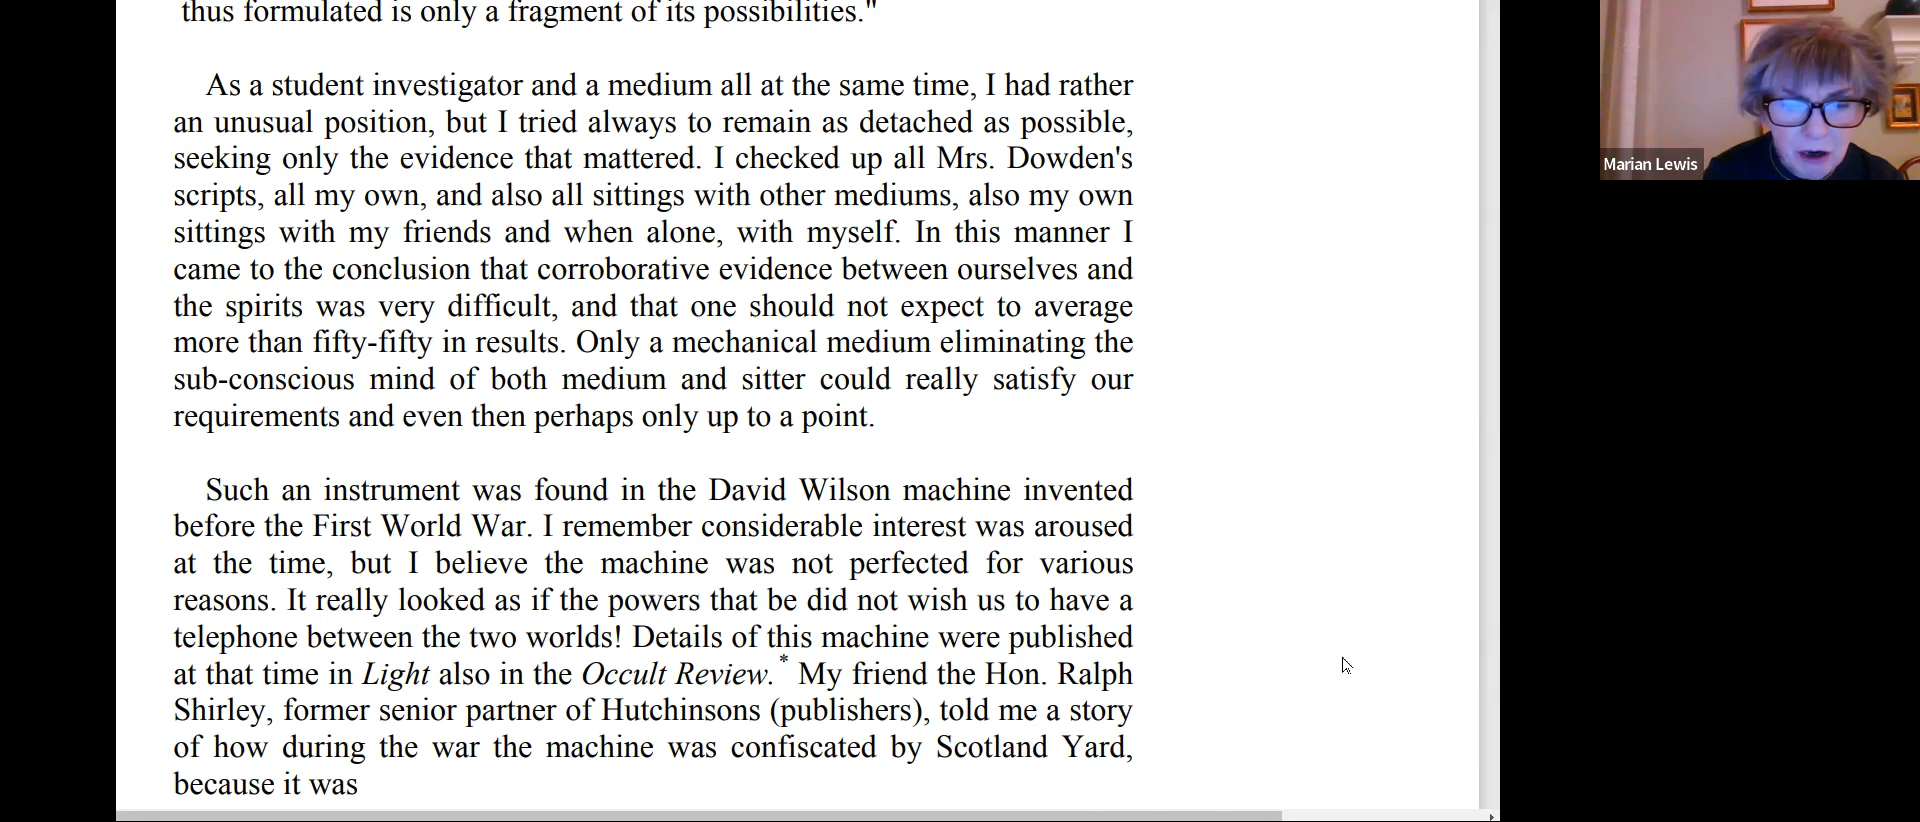 thus formulated is only a fragment of its possibilities."
As a student investigator and a medium all at the same time, I had rather
an unusual position, but I tried always to remain as detached as possible,
seeking only the evidence that mattered. I checked up all Mrs. Dowden's
scripts, all my own, and also all sittings with other mediums, also my own
sittings with my friends and when alone, with myself. In this manner I
came to the conclusion that corroborative evidence between ourselves and
the spirits was very difficult, and that one should not expect to average
more than fifty-fifty in results. Only a mechanical medium eliminating the
sub-conscious mind of both medium and sitter could really satisfy our
requirements and even then perhaps only up to a point.
Such an instrument was found in the David Wilson machine invented
before the First World War. I remember considerable interest was aroused
at the time, but I believe the machine was not perfected for various
reasons. It really looked as if the powers that be did not wish us to have a
telephone between the two worlds! Details of this machine were published
at that time in Light also in the Occult Review.* My friend the Hon. Ralph
Shirley, former senior partner of Hutchinsons (publishers), told me a story
of how during the war the machine was confiscated by Scotland Yard,
because it was
Marian Lewis